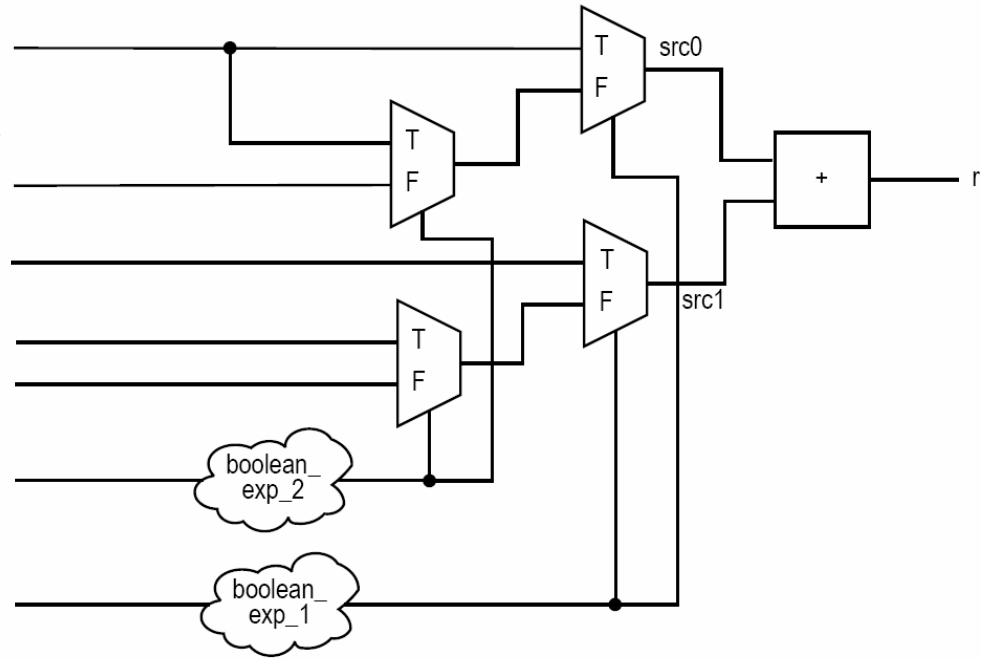 T
src0
F
T
F
+
r
T
F
src1
T
F
boolean_
exp_2
boolean_
exp_1